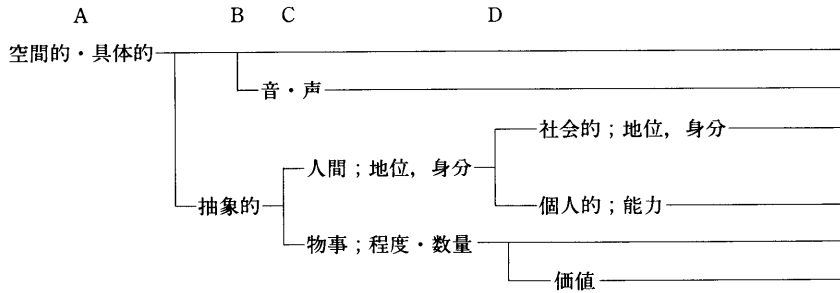 A B C D
空間的・具体的
音・声
社会的；地位，身分
人間；地位，身分
抽象的
個人的；能力
物事；程度・数量
価値